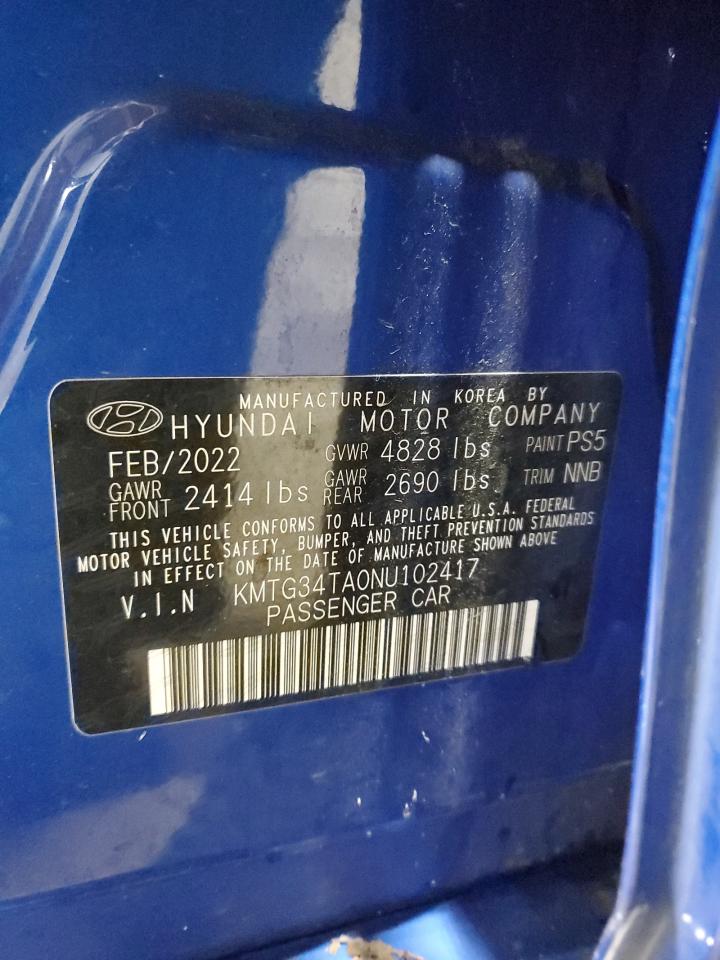 MANUFACTURED IN KOREA BY
HYUNDAI MOTOR COMPANY
FEB/2022 GVWR 4828 lbs PAINT PS5
GAWR FRONT 2414 lbs GAWR REAR 2690 lbs. TRIM NNB
THIS VEHICLE CONFORMS TO ALL APPLICABLE U.S.A. FEDERAL
MOTOR VEHICLE SAFETY, BUMPER, AND THEFT PREVENTION STANDARDS
IN EFFECT ON THE DATE OF MANUFACTURE SHOWN ABOVE
V.I.N KMTG34TA0NU102417
PASSENGER CAR